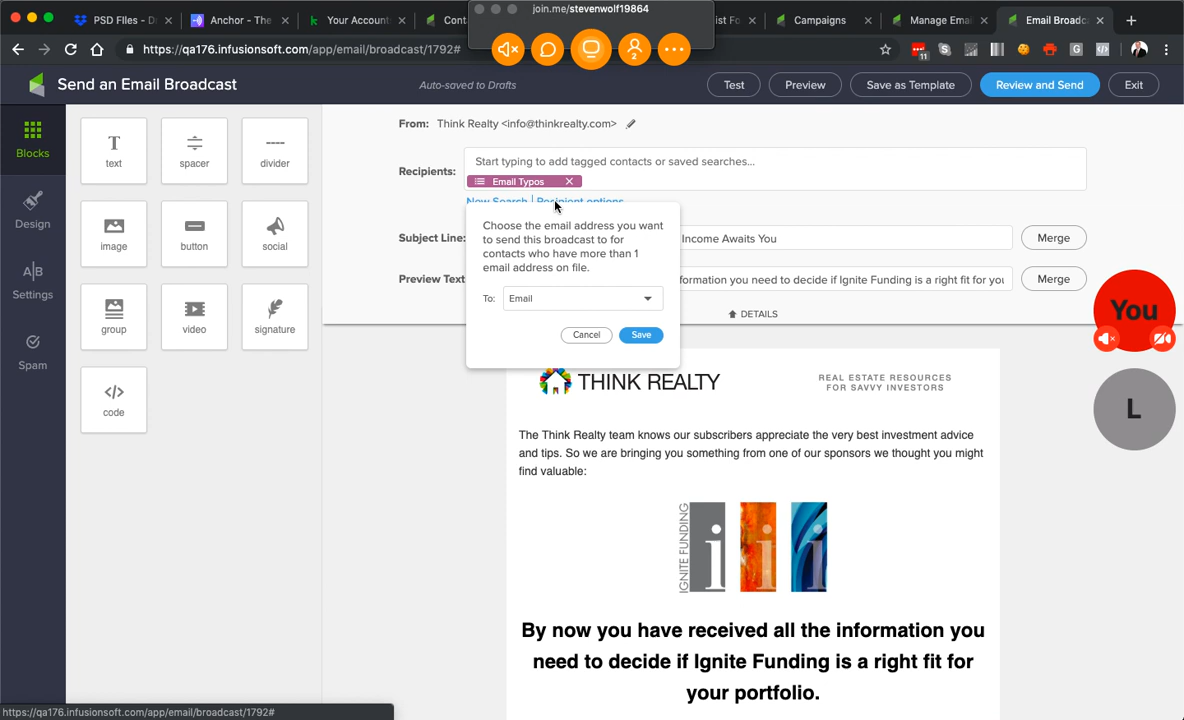 join.me/stevenwolf19864
PSD Files - D
Anchor - The
Your Account
Cont
ist Fo
Campaigns
Manage Emai
Email Broadc
https://qa176.infusionsoft.com/app/email/broadcast/1792#
2
11
Send an Email Broadcast
Auto-saved to Drafts
Test
Preview
Save as Template
Review and Send
Exit
Blocks
Design
A|B
Settings
Spam
T
text
spacer
divider
image
button
social
group
video
signature
code
From: Think Realty <info@thinkrealty.com>
Recipients:
Start typing to add tagged contacts or saved searches...
Email Typos
New Search | Recipient options
Choose the email address you want
to send this broadcast to for
contacts who have more than 1
email address on file.
To: Email
Cancel
Save
Subject Line:
Income Awaits You
Merge
Preview Text
formation you need to decide if Ignite Funding is a right fit for you
Merge
DETAILS
You
L
THINK REALTY
REAL ESTATE RESOURCES
FOR SAVVY INVESTORS
The Think Realty team knows our subscribers appreciate the very best investment advice
and tips. So we are bringing you something from one of our sponsors we thought you might
find valuable:
IGNITE FUNDING
i i i
By now you have received all the information you
need to decide if Ignite Funding is a right fit for
your portfolio.
https://qa176.infusionsoft.com/app/email/broadcast/1792#